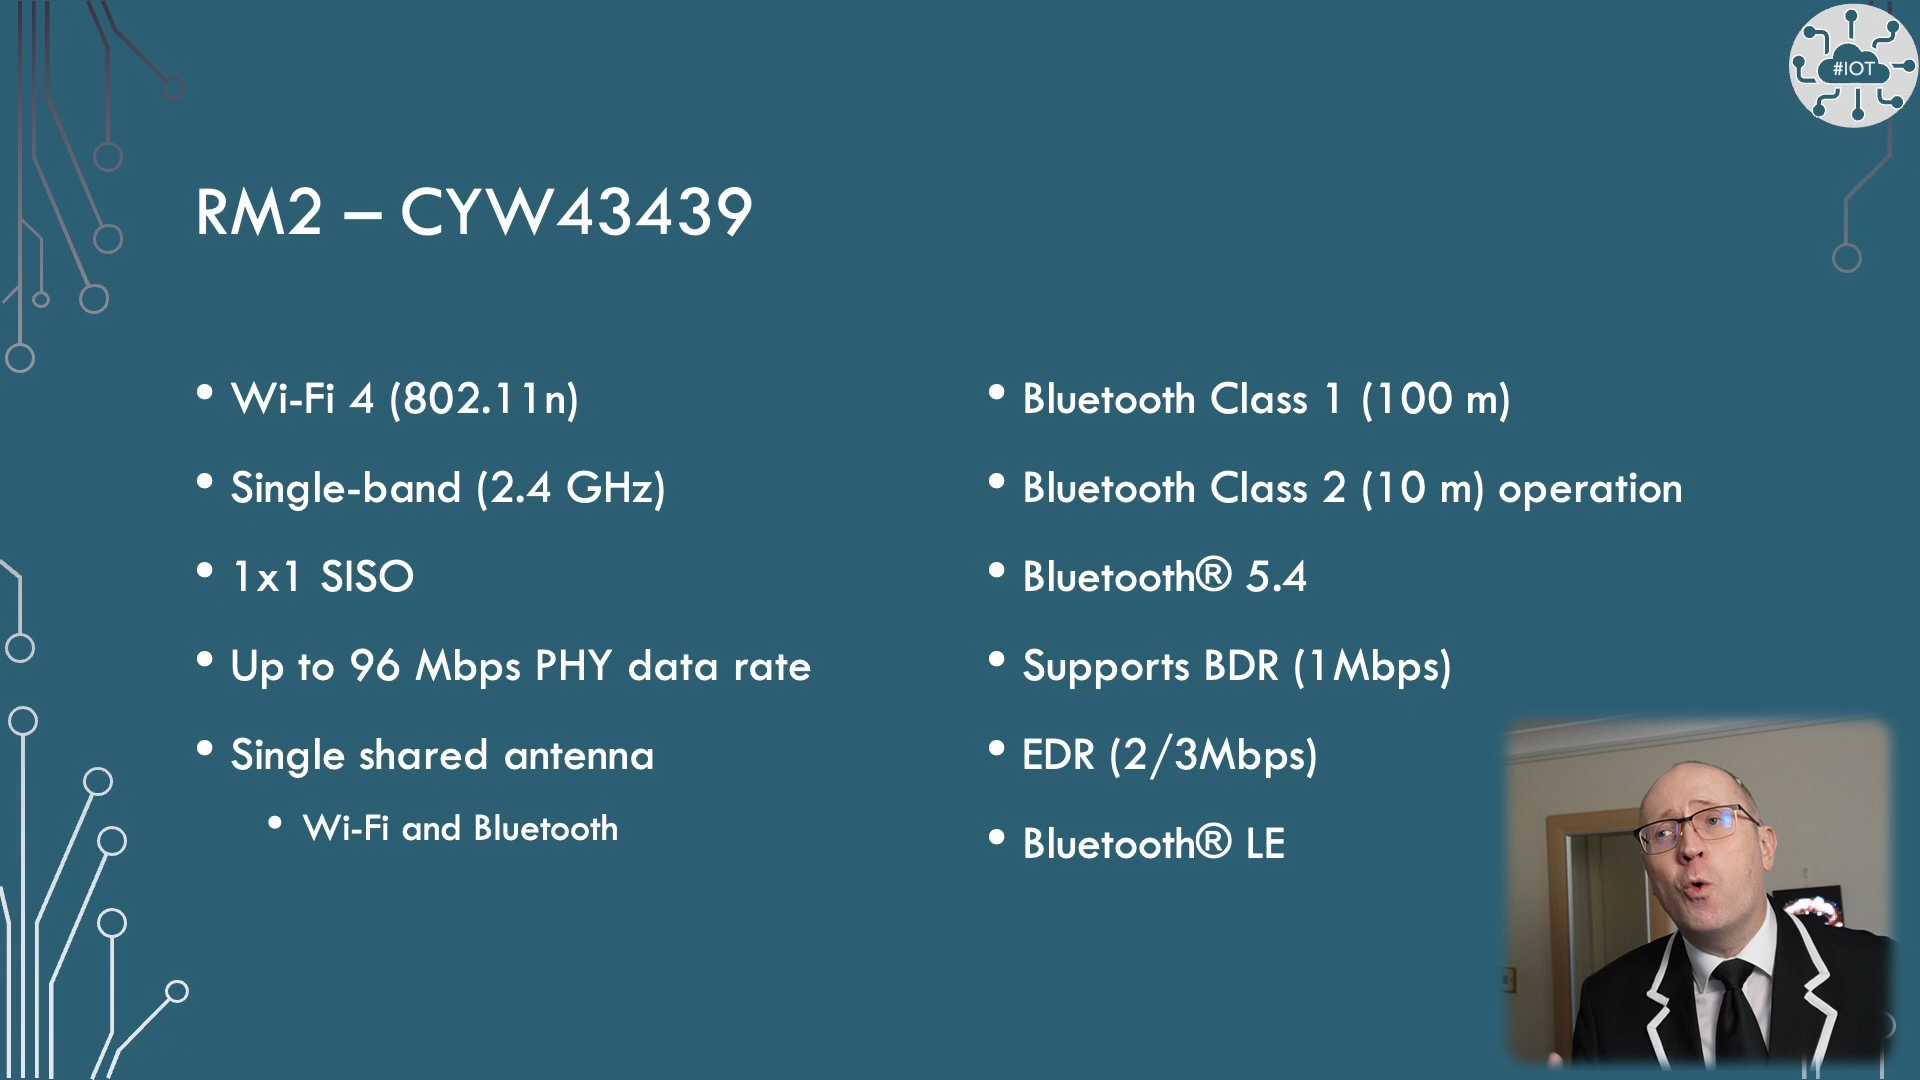 #IOT
RM2 – CYW43439
• Wi-Fi 4 (802.11n)
• Single-band (2.4 GHz)
• 1x1 SISO
• Up to 96 Mbps PHY data rate
• Single shared antenna
• Wi-Fi and Bluetooth
• Bluetooth Class 1 (100 m)
• Bluetooth Class 2 (10 m) operation
• Bluetooth® 5.4
• Supports BDR (1Mbps)
• EDR (2/3Mbps)
• Bluetooth® LE